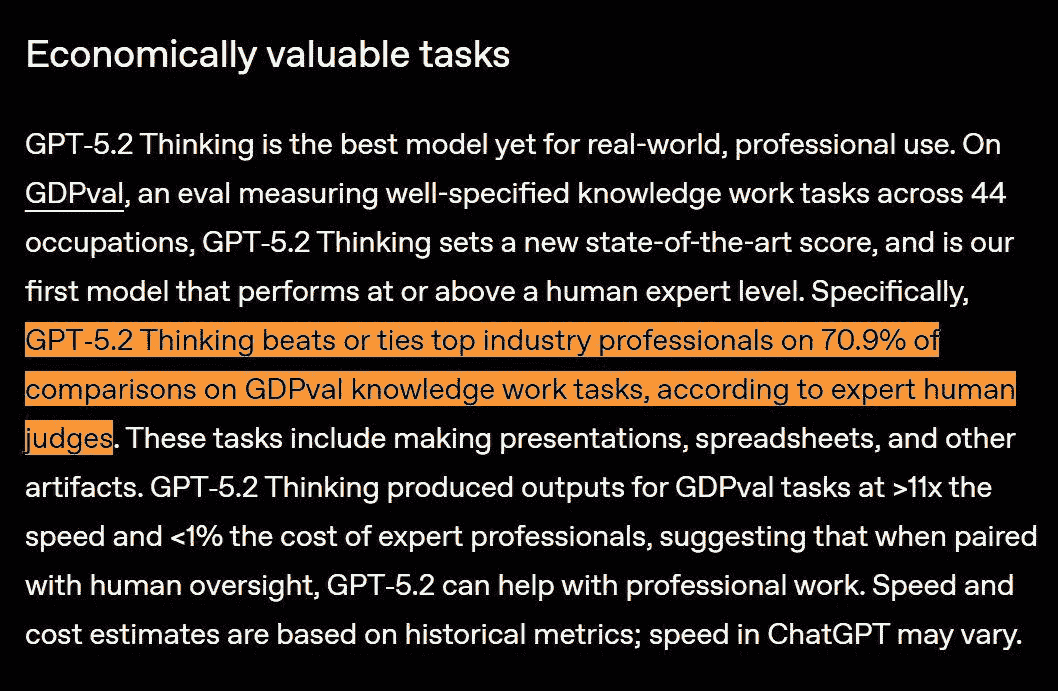 Economically valuable tasks
GPT-5.2 Thinking is the best model yet for real-world, professional use. On
GDPval, an eval measuring well-specified knowledge work tasks across 44
occupations, GPT-5.2 Thinking sets a new state-of-the-art score, and is our
first model that performs at or above a human expert level. Specifically,
GPT-5.2 Thinking beats or ties top industry professionals on 70.9% of
comparisons on GDPval knowledge work tasks, according to expert human
judges. These tasks include making presentations, spreadsheets, and other
artifacts. GPT-5.2 Thinking produced outputs for GDPval tasks at >11x the
speed and <1% the cost of expert professionals, suggesting that when paired
with human oversight, GPT-5.2 can help with professional work. Speed and
cost estimates are based on historical metrics; speed in ChatGPT may vary.